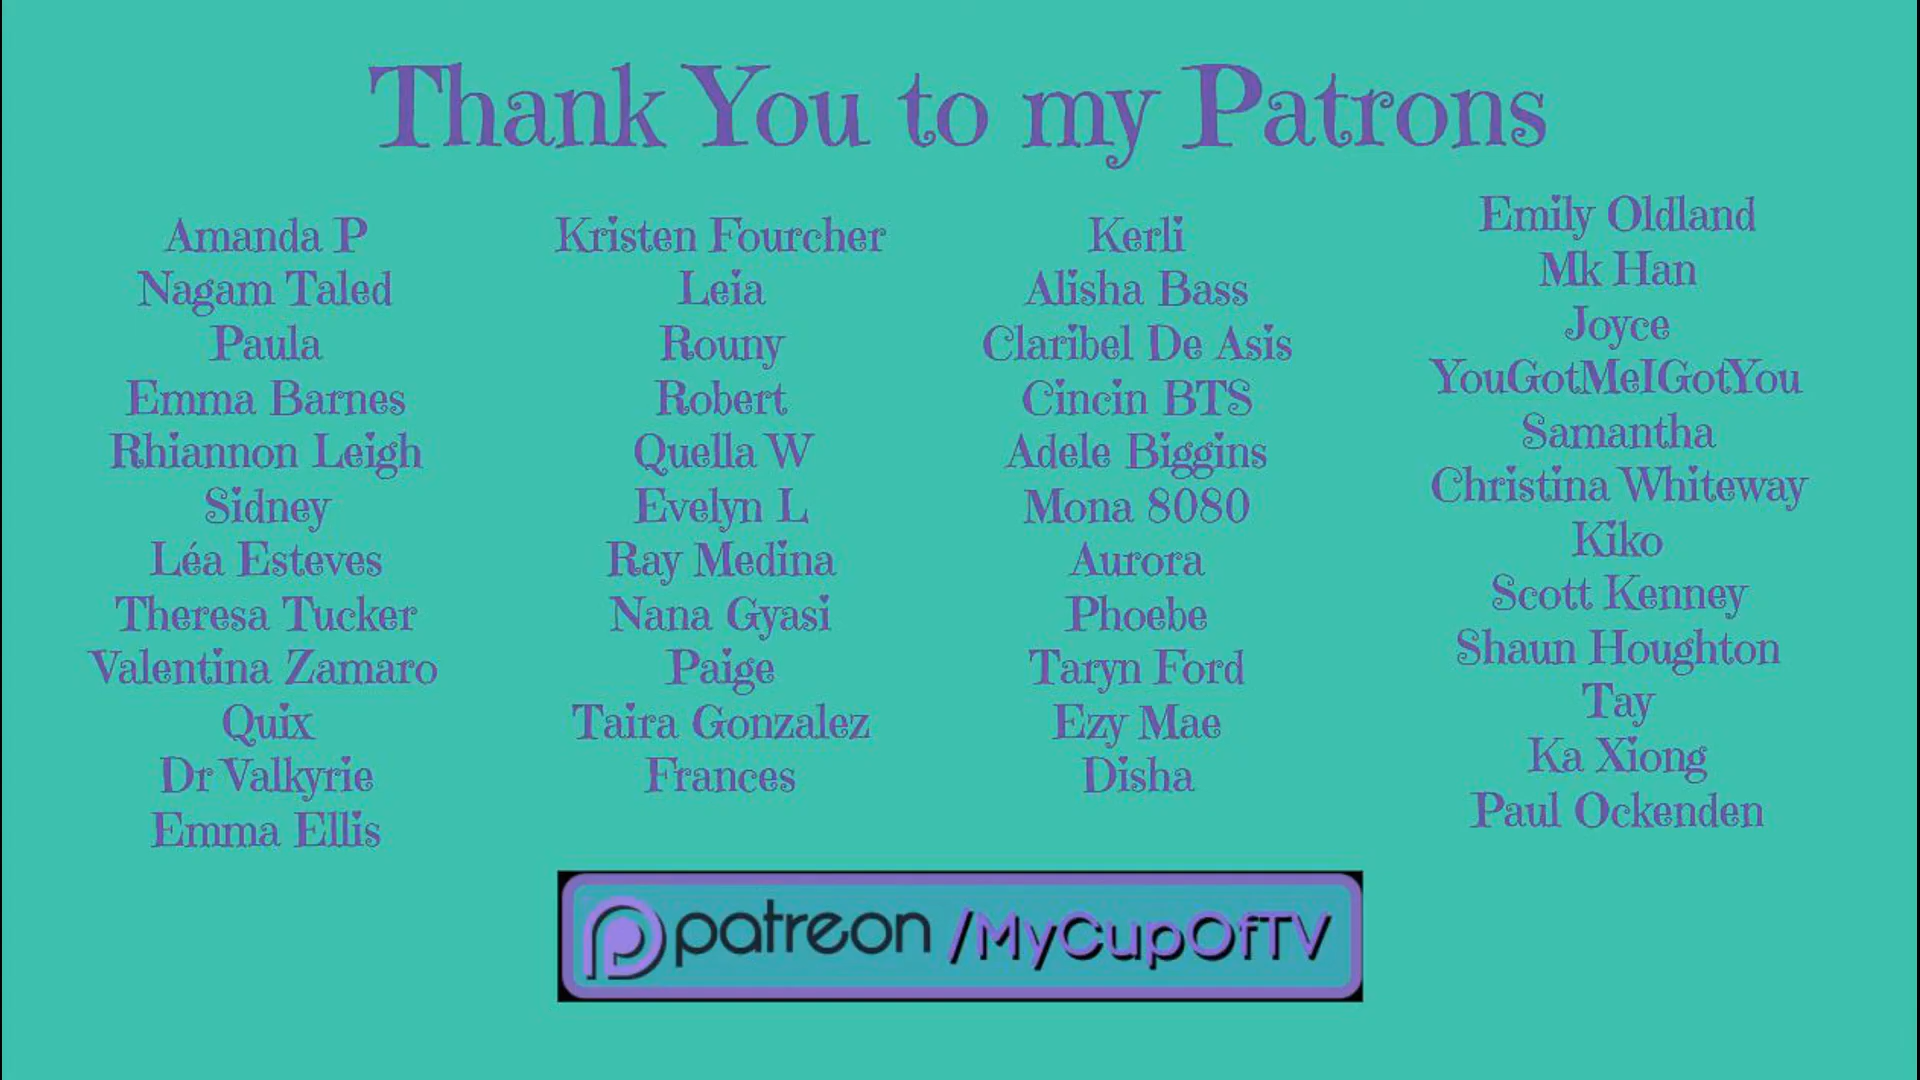 Thank You to my Patrons
Amanda P
Nagam Taled
Paula
Emma Barnes
Rhiannon Leigh
Sidney
Léa Esteves
Theresa Tucker
Valentina Zamaro
Quix
Dr Valkyrie
Emma Ellis
Kristen Fourcher
Leia
Rouny
Robert
Quella W
Evelyn L
Ray Medina
Nana Gyasi
Paige
Taira Gonzalez
Frances
Kerli
Alisha Bass
Claribel De Asis
Cincin BTS
Adele Biggins
Mona 8080
Aurora
Phoebe
Taryn Ford
Ezy Mae
Disha
Emily Oldland
Mk Han
Joyce
YouGotMeIGotYou
Samantha
Christina Whiteway
Kiko
Scott Kenney
Shaun Houghton
Tay
Ka Xiong
Paul Ockenden
patreon /MyCupOfTV